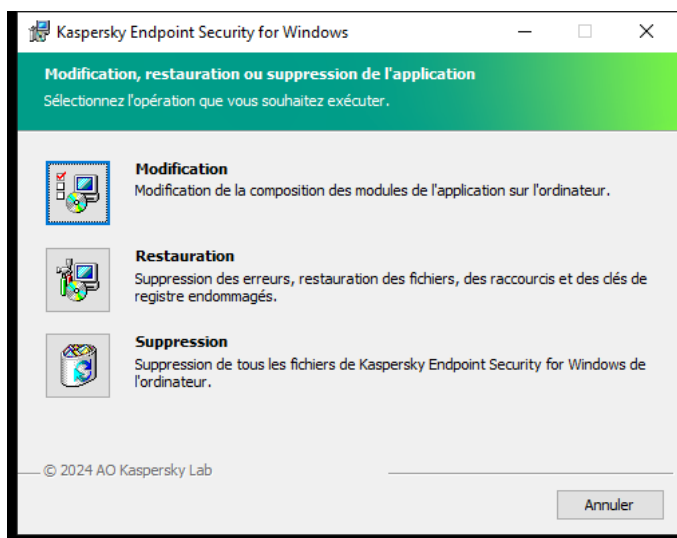 Kaspersky Endpoint Security for Windows
Modification, restauration ou suppression de l'application
Sélectionnez l'opération que vous souhaitez exécuter.
Modification
Modification de la composition des modules de l'application sur l'ordinateur.
Restauration
Suppression des erreurs, restauration des fichiers, des raccourcis et des clés de
registre endommagés.
Suppression
Suppression de tous les fichiers de Kaspersky Endpoint Security for Windows de
l'ordinateur.
© 2024 AO Kaspersky Lab
Annuler